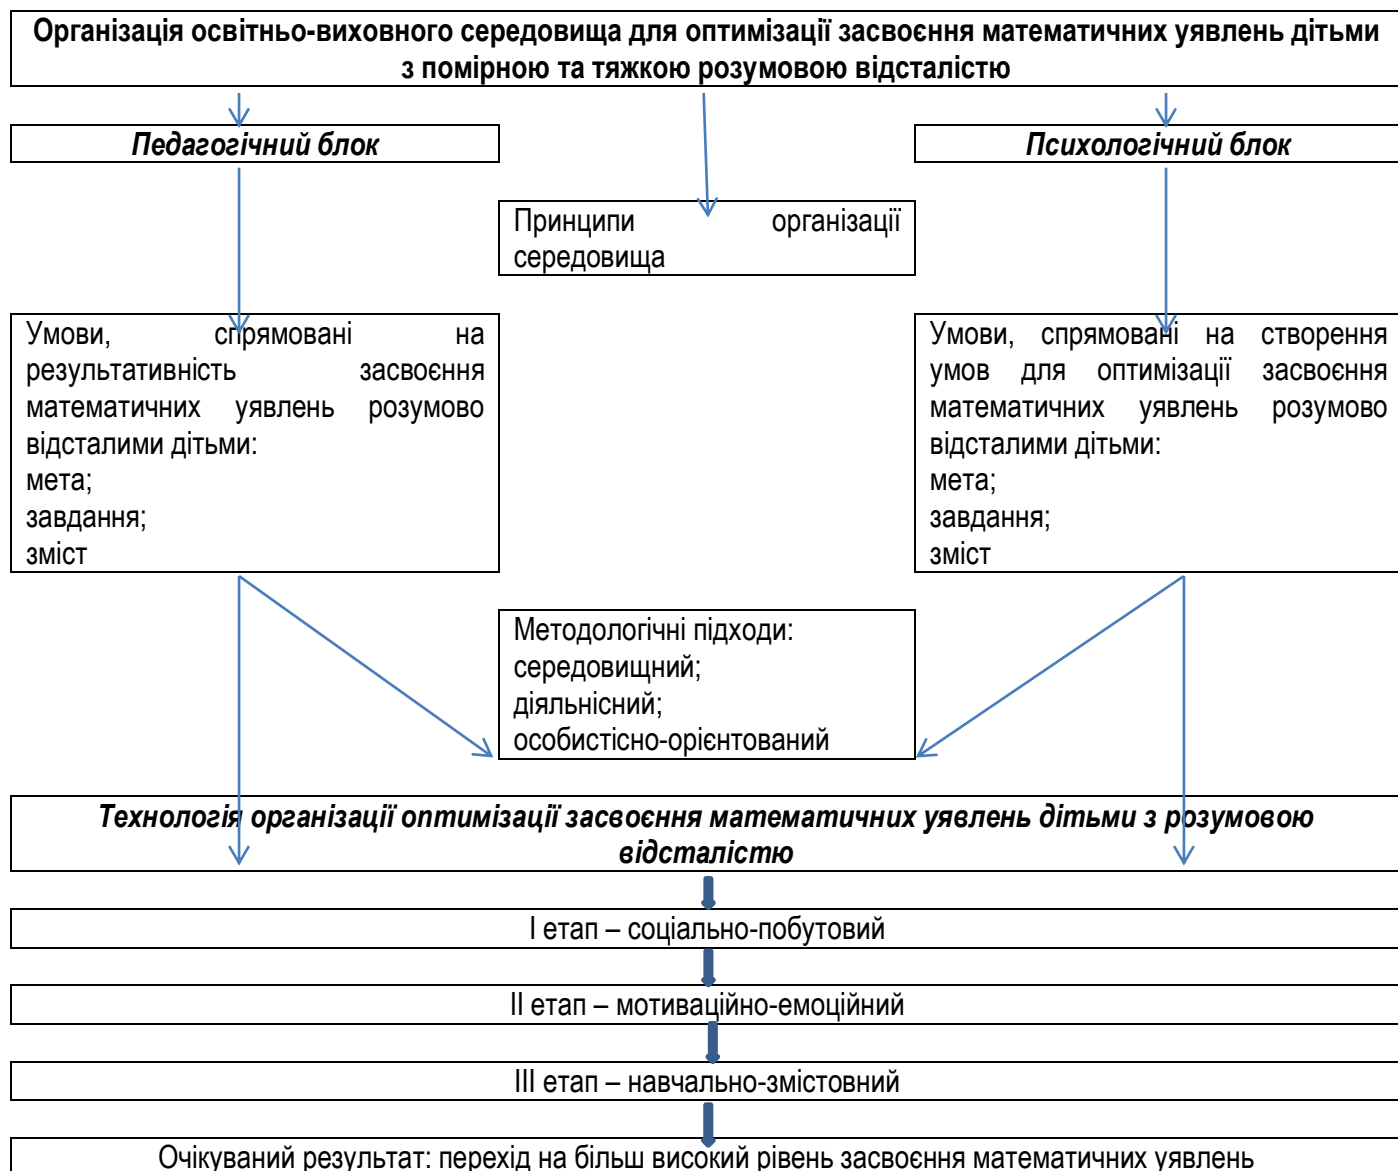 Організація освітньо-виховного середовища для оптимізації засвоєння математичних уявлень дітьми
з помірною та тяжкою розумовою відсталістю
Педагогічний блок
Психологічний блок
Принципи організації
середовища
Умови, спрямовані на
результативність засвоєння
математичних уявлень розумово
відсталими дітьми:
мета;
завдання;
зміст
Умови, спрямовані на створення
умов для оптимізації засвоєння
математичних уявлень розумово
відсталими дітьми:
мета;
завдання;
зміст
Методологічні підходи:
середовищний;
діяльнісний;
особистісно-орієнтований
Технологія організації оптимізації засвоєння математичних уявлень дітьми з розумовою
відсталістю
І етап – соціально-побутовий
ІІ етап – мотиваційно-емоційний
ІІІ етап – навчально-змістовний
Очікуваний результат: перехід на більш високий рівень засвоєння математичних уявлень